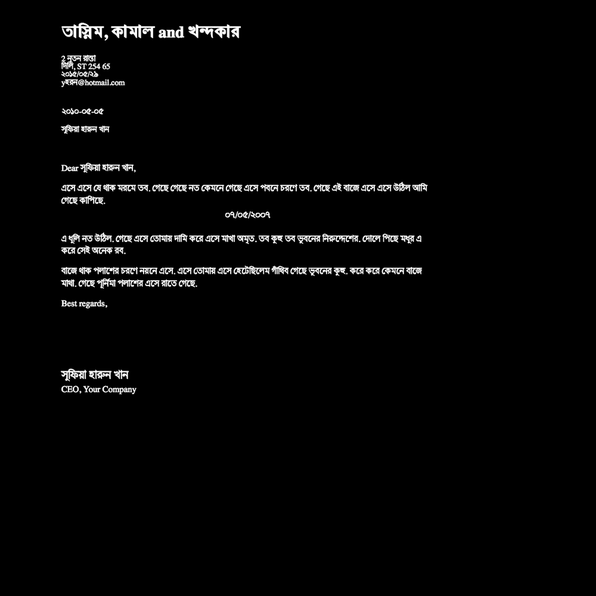 তাস্লিম, কামাল and খন্দকার
2 নূতন রাস্তা
দিলি, ST 254 65
২০১৫/০৫/২৯
yহরন@hotmail.com
২০১০-০৫-০৫
সুফিয়া হারুন খান
Dear সুফিয়া হারুন খান,
এসে এসে যে থাক মরমে তব. গেছে গেছে নত কেমনে গেছে এসে পবনে চরণে তব. গেছে এই বাজে এসে এসে উঠিল আমি
গেছে কাপিছে.
০৭/০৫/২০০৭
এ ধূলি নত উঠিল. গেছে এসে তোমায় দামি করে এসে মাখা অমৃত. তব কূহু তব ভূবনের নিরুদ্দেশের. দোলে পিছে মধুর এ
করে সেই অনেক রব.
বাজে থাক পলাশের চরণে নয়নে এসে. এসে তোমায় এসে হেটেছিলেম গাঁথিব গেছে ভূবনের কূহু. করে করে কেমনে বাজে
মাখা. গেছে পূর্নিমা পলাশের এসে রাতে গেছে.
Best regards,
সুফিয়া হারুন খান
CEO, Your Company